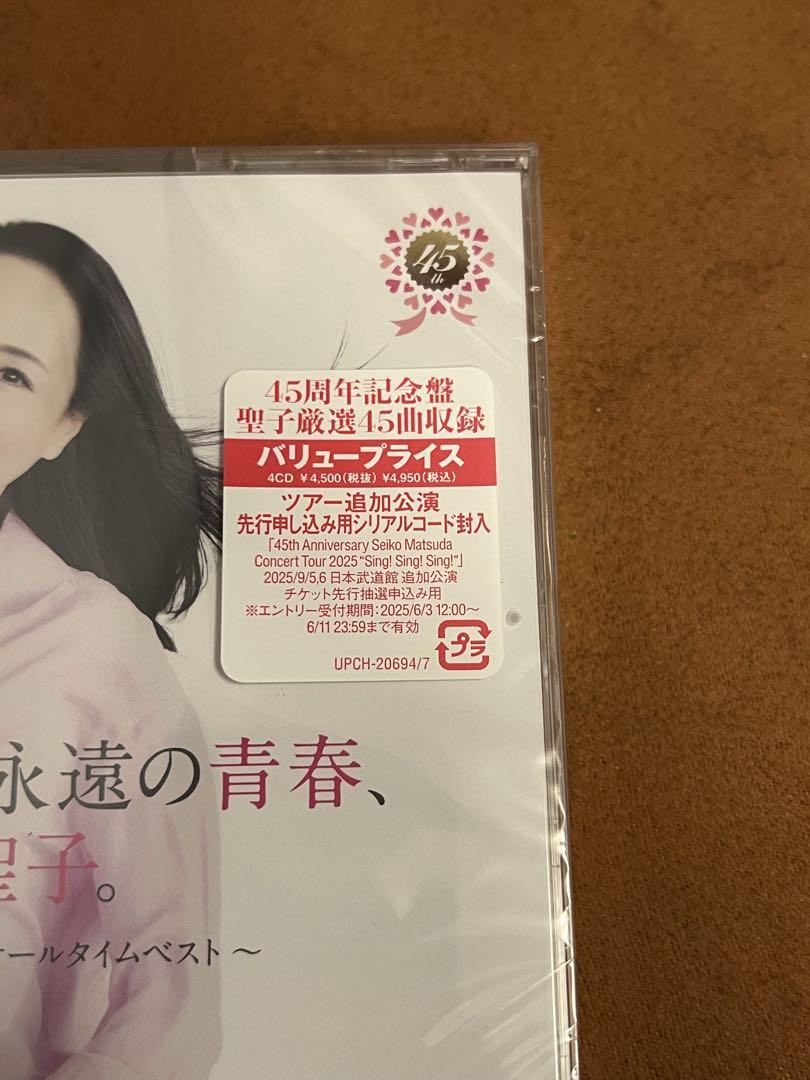 45th
45周年記念盤
聖子厳選45曲収録
バリュープライス
4CD ¥4,500(税抜) ¥4,950(税込)
ツアー追加公演
先行申し込み用シリアルコード封入
「45th Anniversary Seiko Matsuda
Concert Tour 2025 “Sing! Sing! Sing!”」
2025/9/5,6 日本武道館 追加公演
チケット先行抽選申込み用
※エントリー受付期間：2025/6/3 12:00～
6/11 23:59まで有効
プラ
UPCH-20694/7
永遠の青春、
聖子。
オールタイムベスト ～